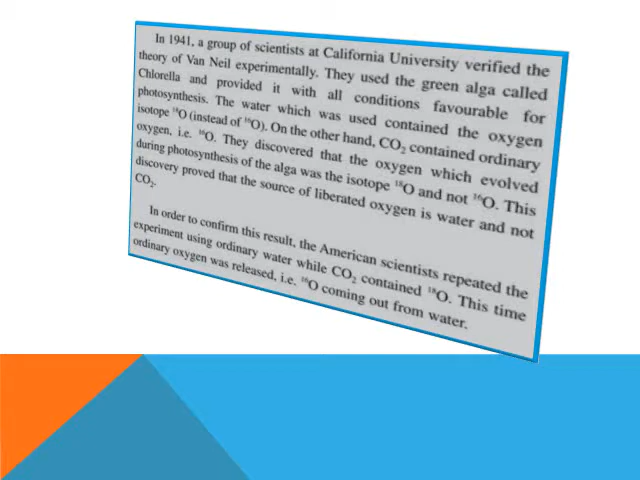 In 1941, a group of scientists at California University verified the
theory of Van Neil experimentally. They used the green alga called
Chlorella and provided it with all conditions favourable for
photosynthesis. The water which was used contained the oxygen
isotope ¹⁸O (instead of ¹⁶O). On the other hand, CO₂ contained ordinary
oxygen, i.e. ¹⁶O. They discovered that the oxygen which evolved
during photosynthesis of the alga was the isotope ¹⁸O and not ¹⁶O. This
discovery proved that the source of liberated oxygen is water and not
CO₂.
In order to confirm this result, the American scientists repeated the
experiment using ordinary water while CO₂ contained ¹⁸O. This time
ordinary oxygen was released, i.e. ¹⁶O coming out from water.